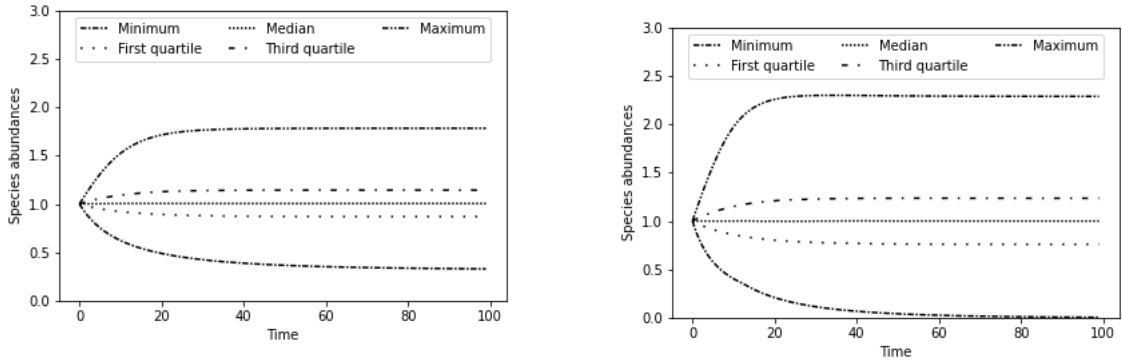 3.0
Minimum Median Maximum
First quartile Third quartile
2.5
2.0
1.5
1.0
0.5
0.0
Species abundances
0 20 40 60 80 100
Time
3.0
Minimum Median Maximum
First quartile Third quartile
2.5
2.0
1.5
1.0
0.5
0.0
Species abundances
0 20 40 60 80 100
Time